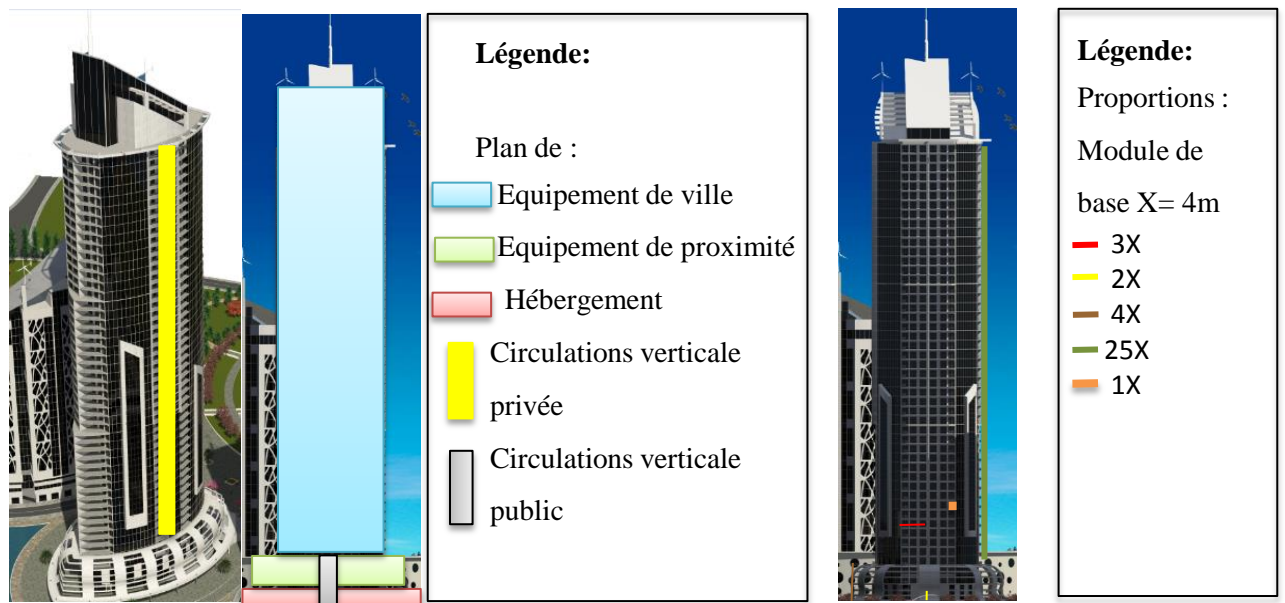 Légende:
Plan de :
Equipement de ville
Equipement de proximité
Hébergement
Circulations verticale
privée
Circulations verticale
public
Légende:
Proportions :
Module de
base X= 4m
3X
2X
4X
25X
1X